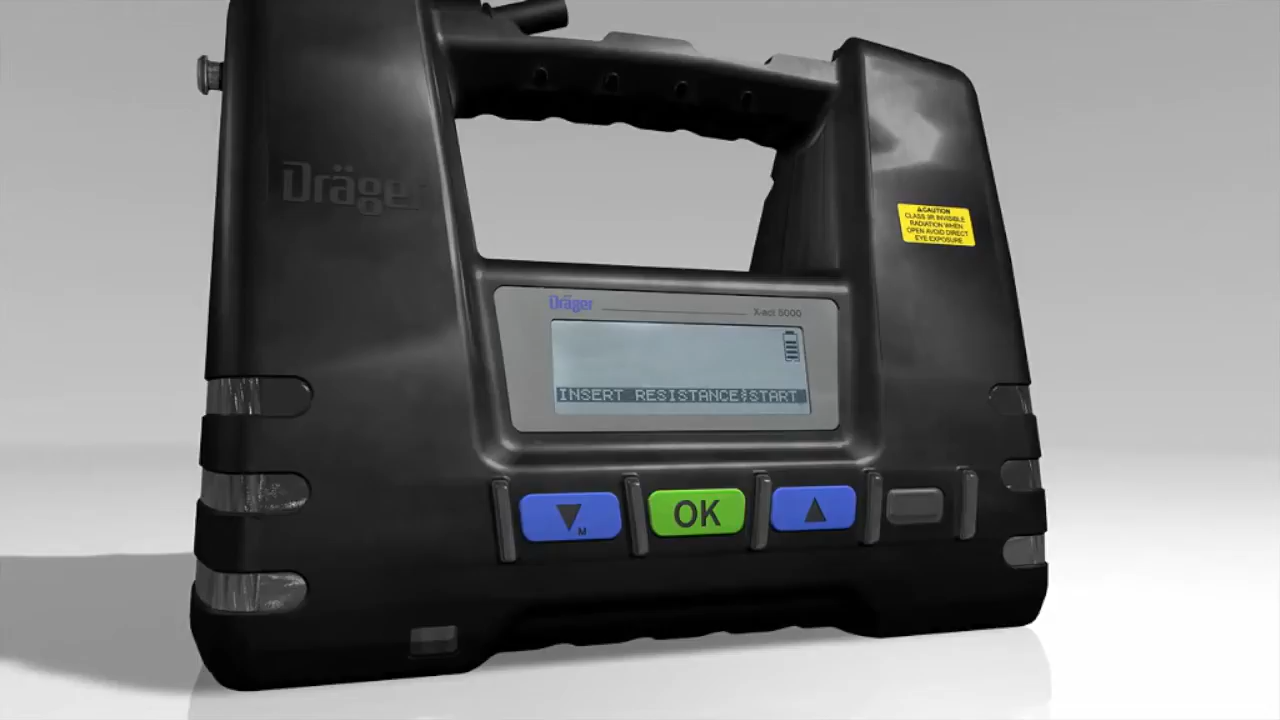 Dräger
⚠CAUTION
CLASS 3R INVISIBLE
RADIATION WHEN
OPEN AVOID DIRECT
EYE EXPOSURE
Dräger
X-act 5000
INSERT RESISTANCE&START
▼M
OK
▲